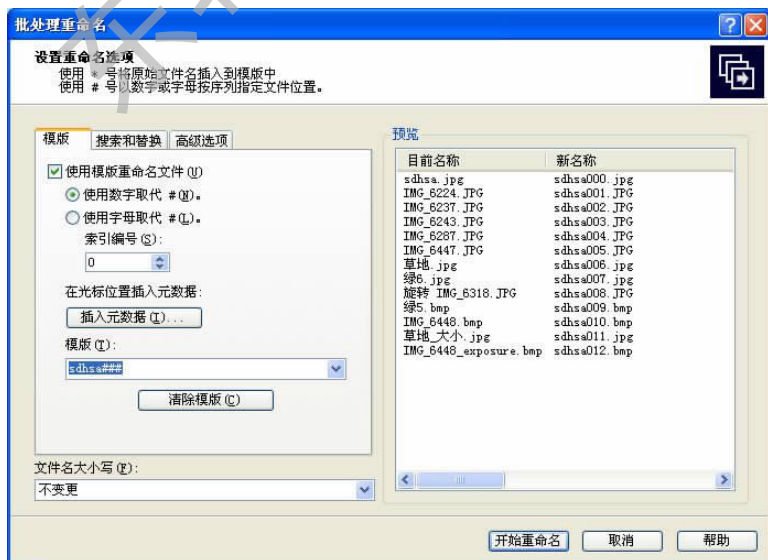 批处理重命名
设置重命名选项
使用 * 号将原始文件名插入到模版中
使用 # 号以数字或字母按序列指定文件位置。
模版 搜索和替换 高级选项
使用模版重命名文件(U)
使用数字取代 #(N)。
使用字母取代 #(L)。
索引编号(S):
0
在光标位置插入元数据:
插入元数据(I)...
模版(T):
sdhsa###
清除模版(C)
文件名大小写(F):
不变更
预览
目前名称 新名称
sdhsa.jpg sdhsa000.jpg
IMG_6224.JPG sdhsa001.JPG
IMG_6237.JPG sdhsa002.JPG
IMG_6243.JPG sdhsa003.JPG
IMG_6287.JPG sdhsa004.JPG
IMG_6447.JPG sdhsa005.JPG
草地.jpg sdhsa006.jpg
绿6.jpg sdhsa007.jpg
旋转 IMG_6318.JPG sdhsa008.JPG
绿5.bmp sdhsa009.bmp
IMG_6448.bmp sdhsa010.bmp
草地_大小.jpg sdhsa011.jpg
IMG_6448_exposure.bmp sdhsa012.bmp
开始重命名 取消 帮助